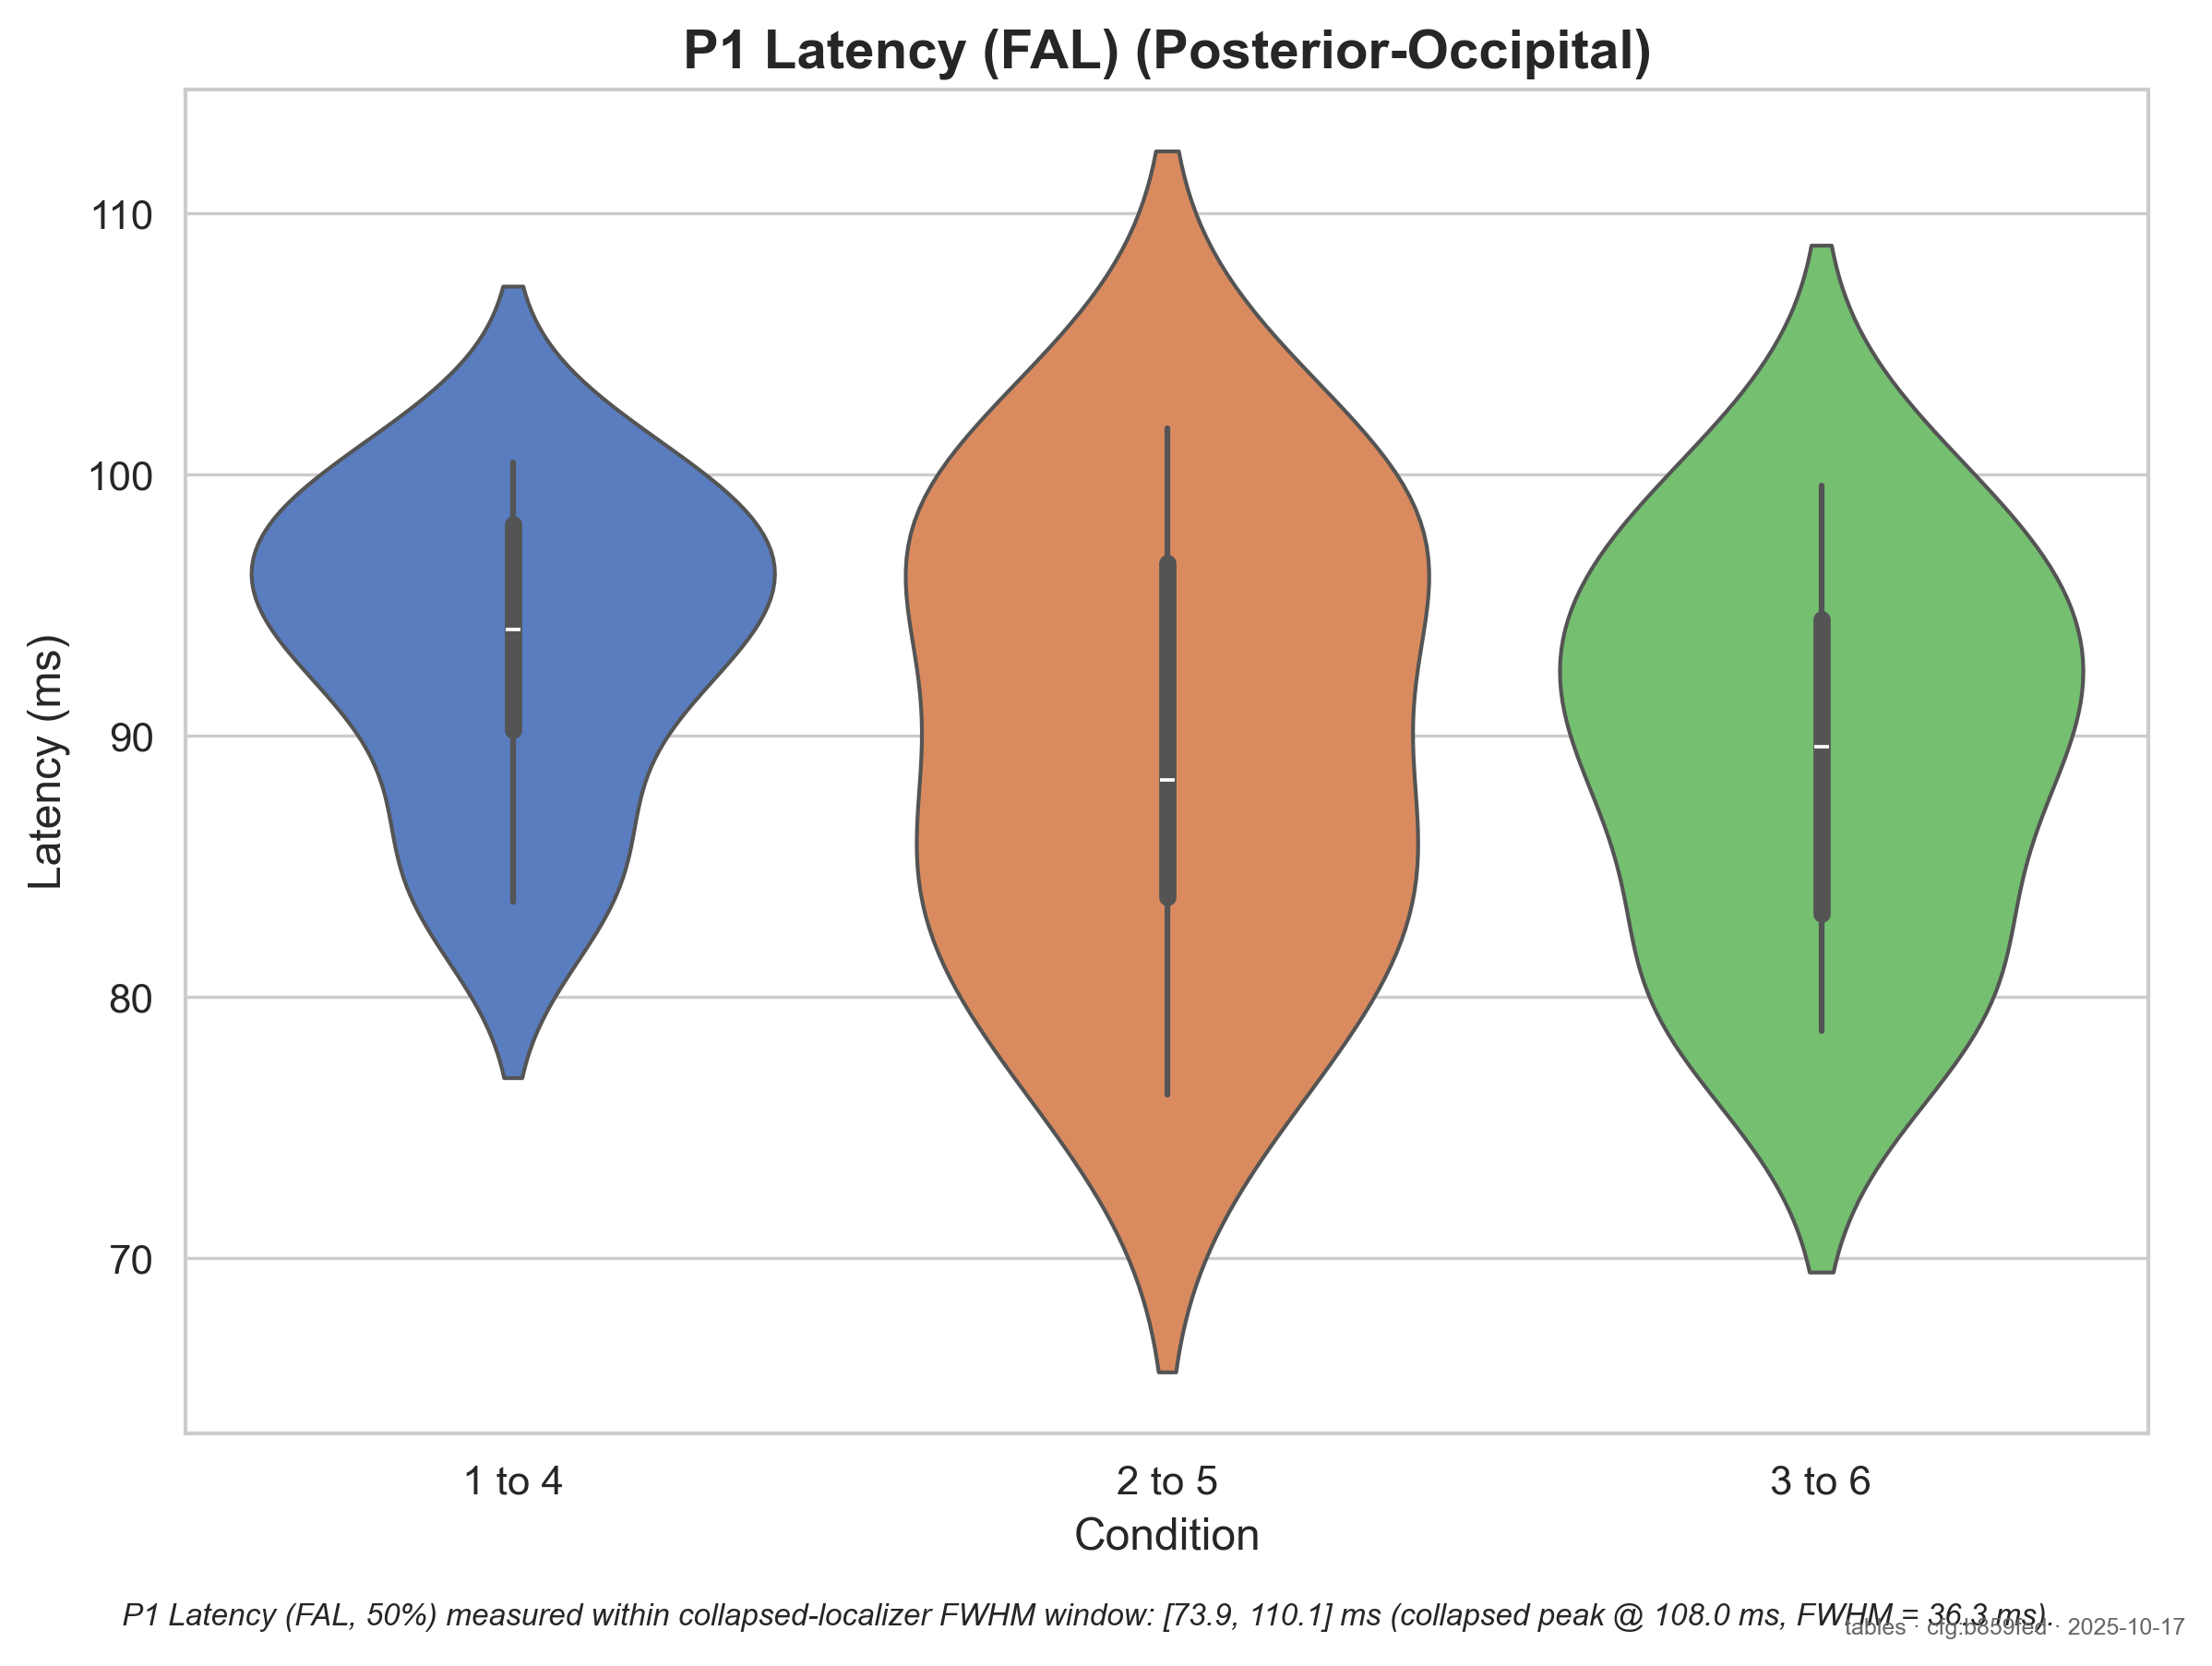 P1 Latency (FAL) (Posterior-Occipital)
Latency (ms)
110
100
90
80
70
1 to 4
2 to 5
3 to 6
Condition
P1 Latency (FAL, 50%) measured within collapsed-localizer FWHM window: [73.9, 110.1] ms (collapsed peak @ 108.0 ms, FWHM = 36.3 ms).
tables · cfg:b859fed · 2025-10-17